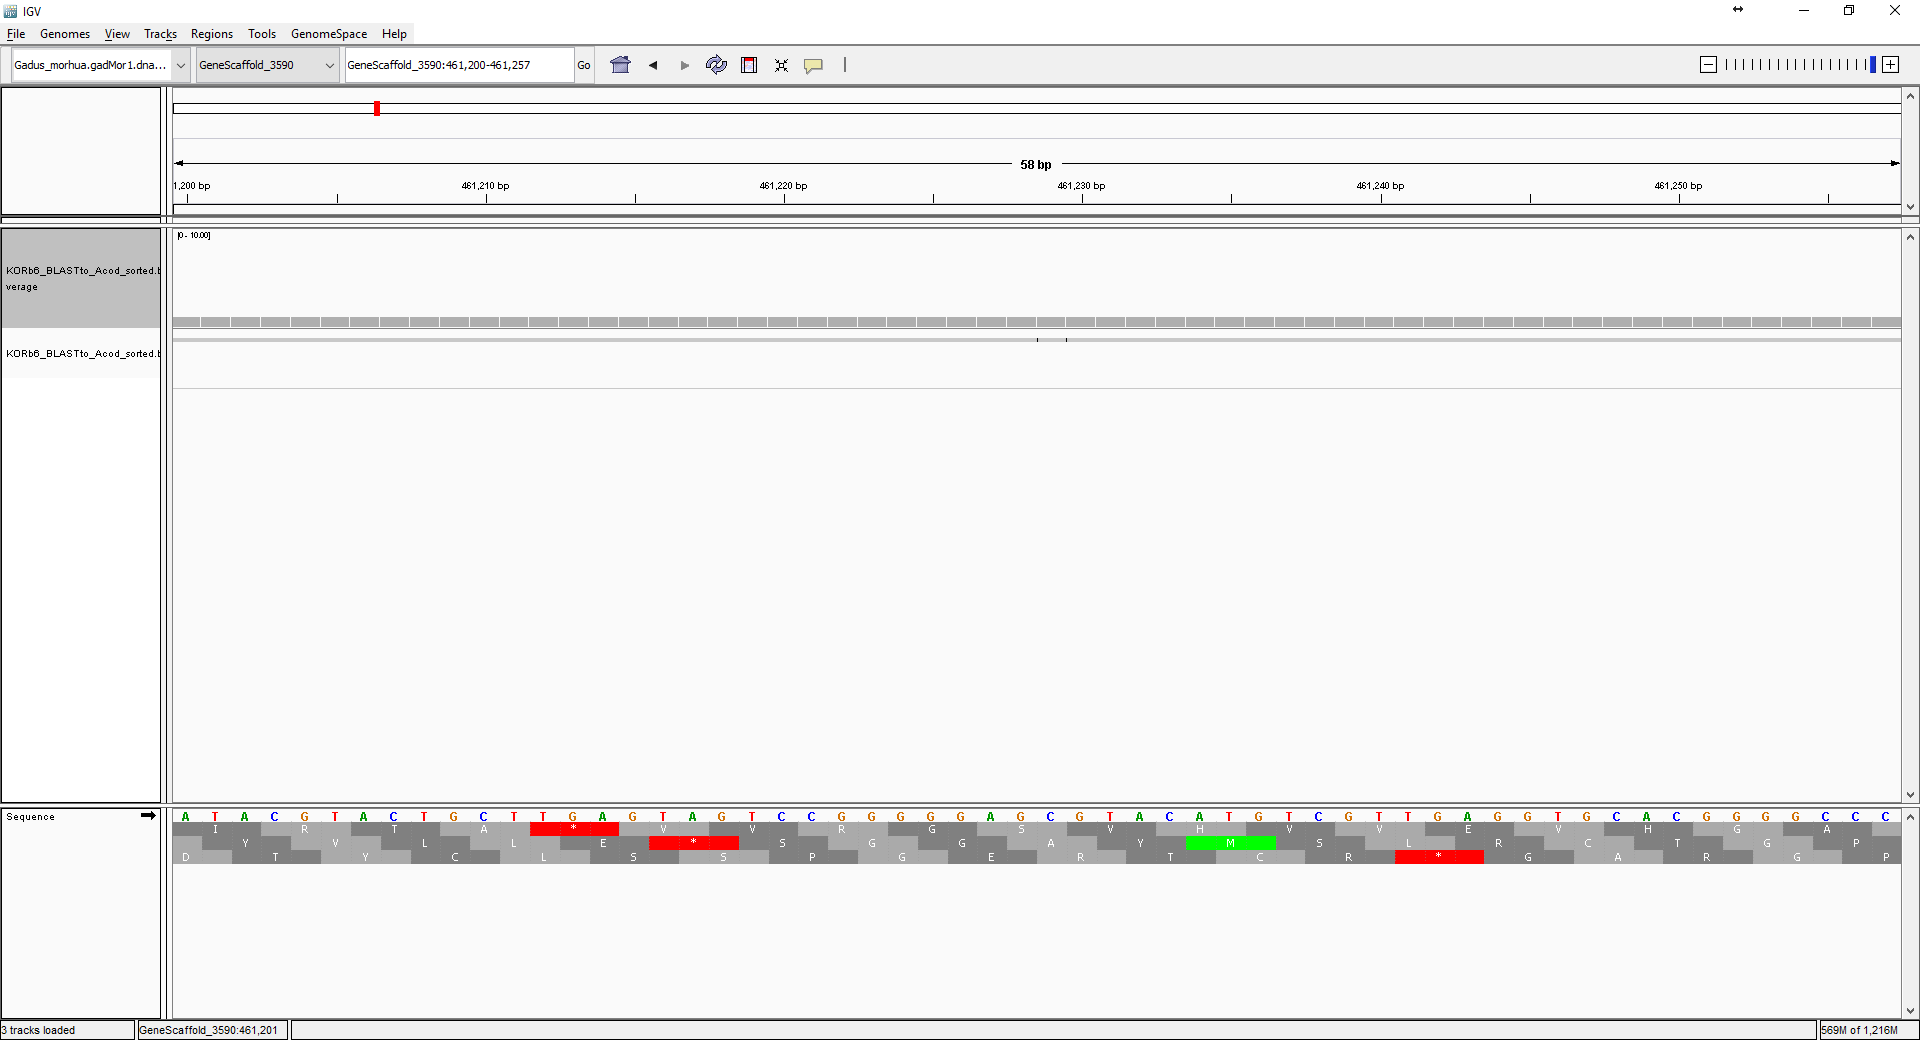 IGV
File Genomes View Tracks Regions Tools GenomeSpace Help
Gadus_morhua.gadMor1.dna... GeneScaffold_3590 GeneScaffold_3590:461,200-461,257 Go
58 bp
1,200 bp 461,210 bp 461,220 bp 461,230 bp 461,240 bp 461,250 bp
[0 - 10.00]
KORb6_BLASTto_Acod_sorted.b
verage
KORb6_BLASTto_Acod_sorted.b
Sequence A T A C G T A C T G C T T G A G T A G T C C G G G G A G C G T A C A T G T C G T T G A G G T G C A C G G G G C C C
I R T A * V V R G S V H V V E V H G A
Y V L L E * S G G A Y M S L R C T G P
D T Y C L S S P G E R T C R * G A R G P
3 tracks loaded GeneScaffold_3590:461,201 569M of 1,216M